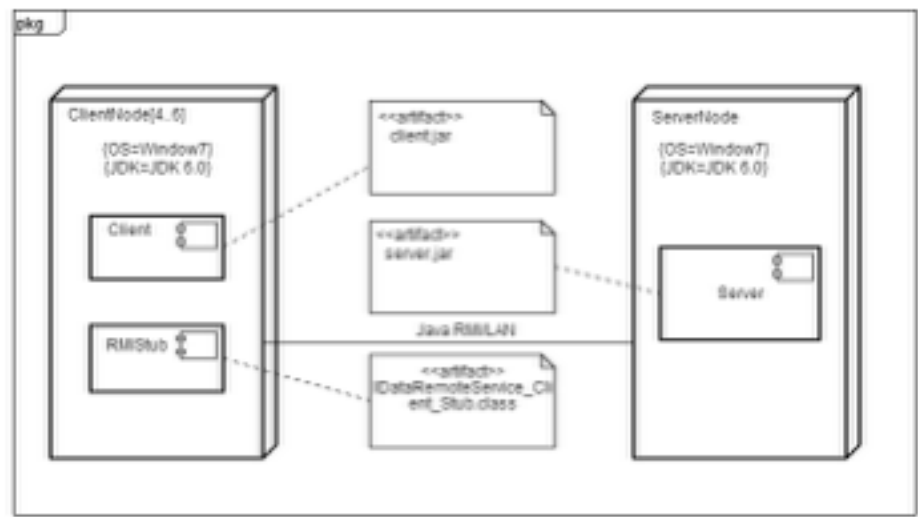 pkg
ClientNode[4..6]
{OS=Window7}
{JDK=JDK 6.0}
Client
RMIStub
<<artifact>>
client.jar
<<artifact>>
server.jar
Java RMI/LAN
<<artifact>>
IDataRemoteService_Cli
ent_Stub.class
ServerNode
{OS=Window7}
{JDK=JDK 6.0}
Server